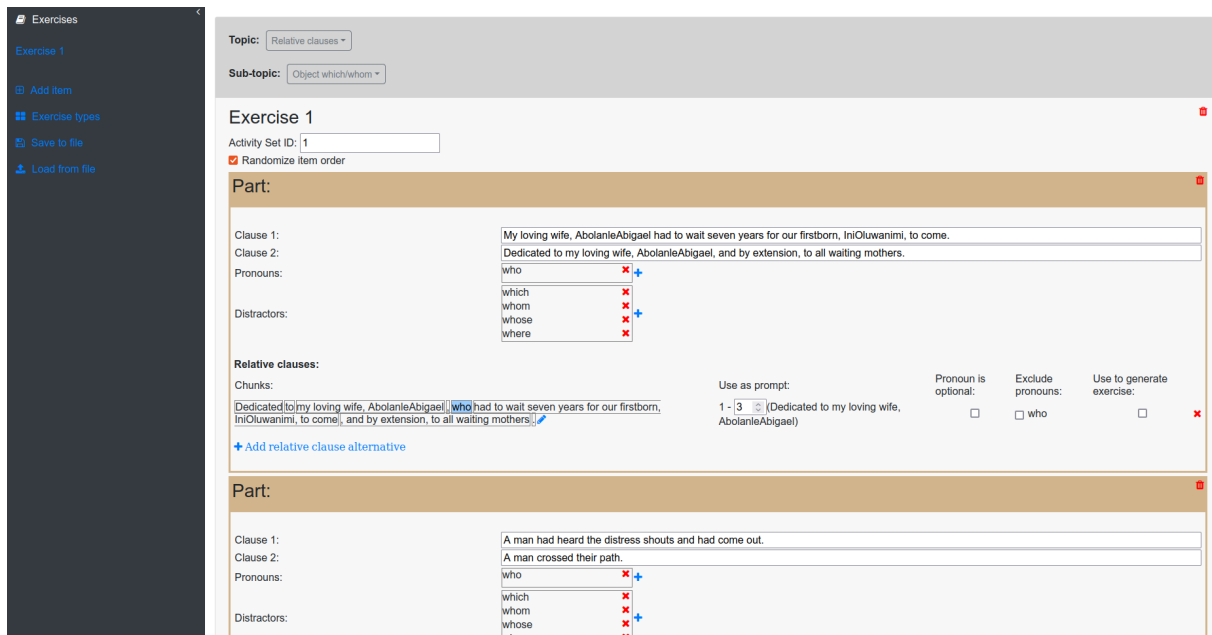 Exercises
Exercise 1
Add item
Exercise types
Save to file
Load from file
Topic: Relative clauses
Sub-topic: Object which/whom
Exercise 1
Activity Set ID: 1
Randomize item order
Part:
Clause 1: My loving wife, AbolanleAbigael had to wait seven years for our firstborn, IniOluwanimi, to come.
Clause 2: Dedicated to my loving wife, AbolanleAbigael, and by extension, to all waiting mothers.
Pronouns: who
Distractors:
which
whom
whose
where
Relative clauses:
Chunks: Use as prompt: Pronoun is optional: Exclude pronouns: Use to generate exercise:
Dedicated to my loving wife, AbolanleAbigael , who had to wait seven years for our firstborn,
IniOluwanimi, to come , and by extension, to all waiting mothers .
1 - 3 (Dedicated to my loving wife,
AbolanleAbigael)
who
Add relative clause alternative
Part:
Clause 1: A man had heard the distress shouts and had come out.
Clause 2: A man crossed their path.
Pronouns: who
Distractors:
which
whom
whose